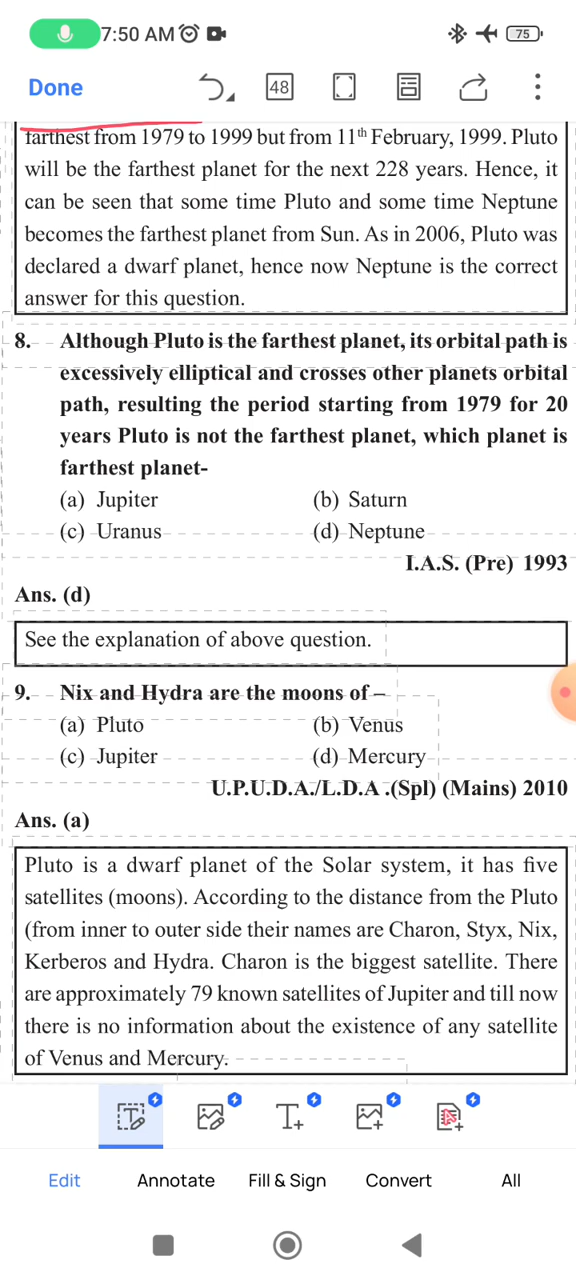 7:50 AM
75
Done
48
farthest from 1979 to 1999 but from 11th February, 1999. Pluto
will be the farthest planet for the next 228 years. Hence, it
can be seen that some time Pluto and some time Neptune
becomes the farthest planet from Sun. As in 2006, Pluto was
declared a dwarf planet, hence now Neptune is the correct
answer for this question.
8. Although Pluto is the farthest planet, its orbital path is
excessively elliptical and crosses other planets orbital
path, resulting the period starting from 1979 for 20
years Pluto is not the farthest planet, which planet is
farthest planet-
(a) Jupiter (b) Saturn
(c) Uranus (d) Neptune
I.A.S. (Pre) 1993
Ans. (d)
See the explanation of above question.
9. Nix and Hydra are the moons of –
(a) Pluto (b) Venus
(c) Jupiter (d) Mercury
U.P.U.D.A./L.D.A .(Spl) (Mains) 2010
Ans. (a)
Pluto is a dwarf planet of the Solar system, it has five
satellites (moons). According to the distance from the Pluto
(from inner to outer side their names are Charon, Styx, Nix,
Kerberos and Hydra. Charon is the biggest satellite. There
are approximately 79 known satellites of Jupiter and till now
there is no information about the existence of any satellite
of Venus and Mercury.
Edit Annotate Fill & Sign Convert All